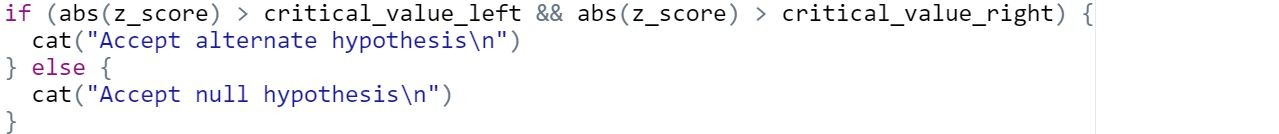 if (abs(z_score) > critical_value_left && abs(z_score) > critical_value_right) {
  cat("Accept alternate hypothesis\n")
} else {
  cat("Accept null hypothesis\n")
}